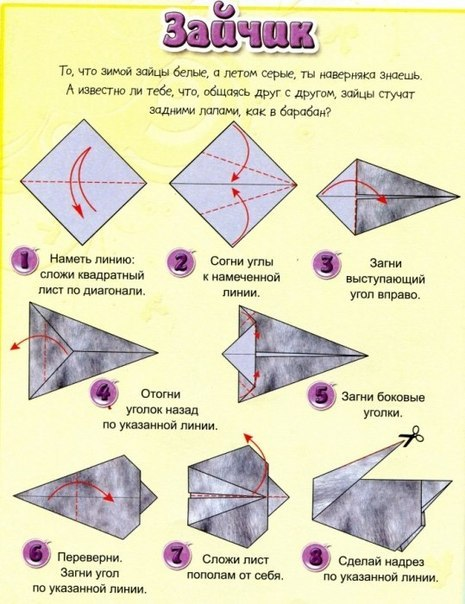 Зайчик
То, что зимой зайцы белые, а летом серые, ты наверняка знаешь.
А известно ли тебе, что, общаясь друг с другом, зайцы стучат
задними лапами, как в барабан?
1 Наметь линию:
сложи квадратный
лист по диагонали.
2 Согни углы
к намеченной
линии.
3 Загни
выступающий
угол вправо.
4 Отогни
уголок назад
по указанной линии.
5 Загни боковые
уголки.
6 Переверни.
Загни угол
по указанной линии.
7 Сложи лист
пополам от себя.
8 Сделай надрез
по указанной линии.